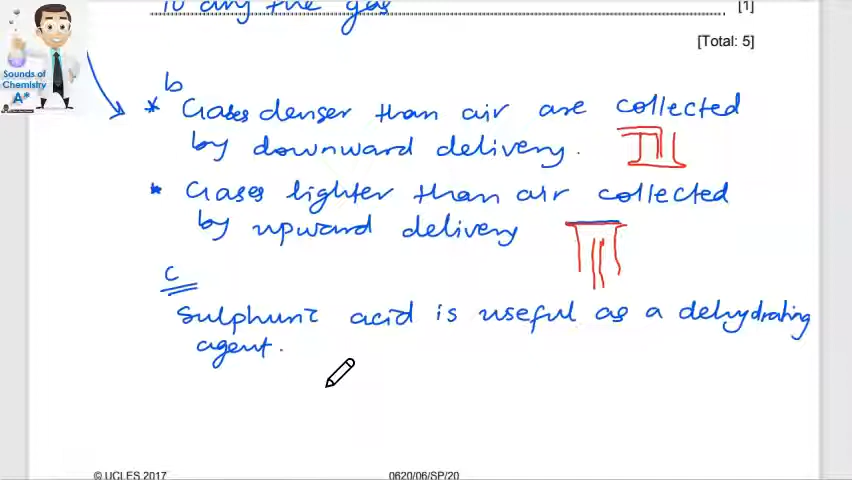 To dry the gas [1]
[Total: 5]
Sounds of
Chemistry
A*
b
* Gases denser than air are collected
by downward delivery.
* Gases lighter than air collected
by upward delivery
c
Sulphuric acid is useful as a dehydrating
agent.
© UCLES 2017 0620/06/SP/20